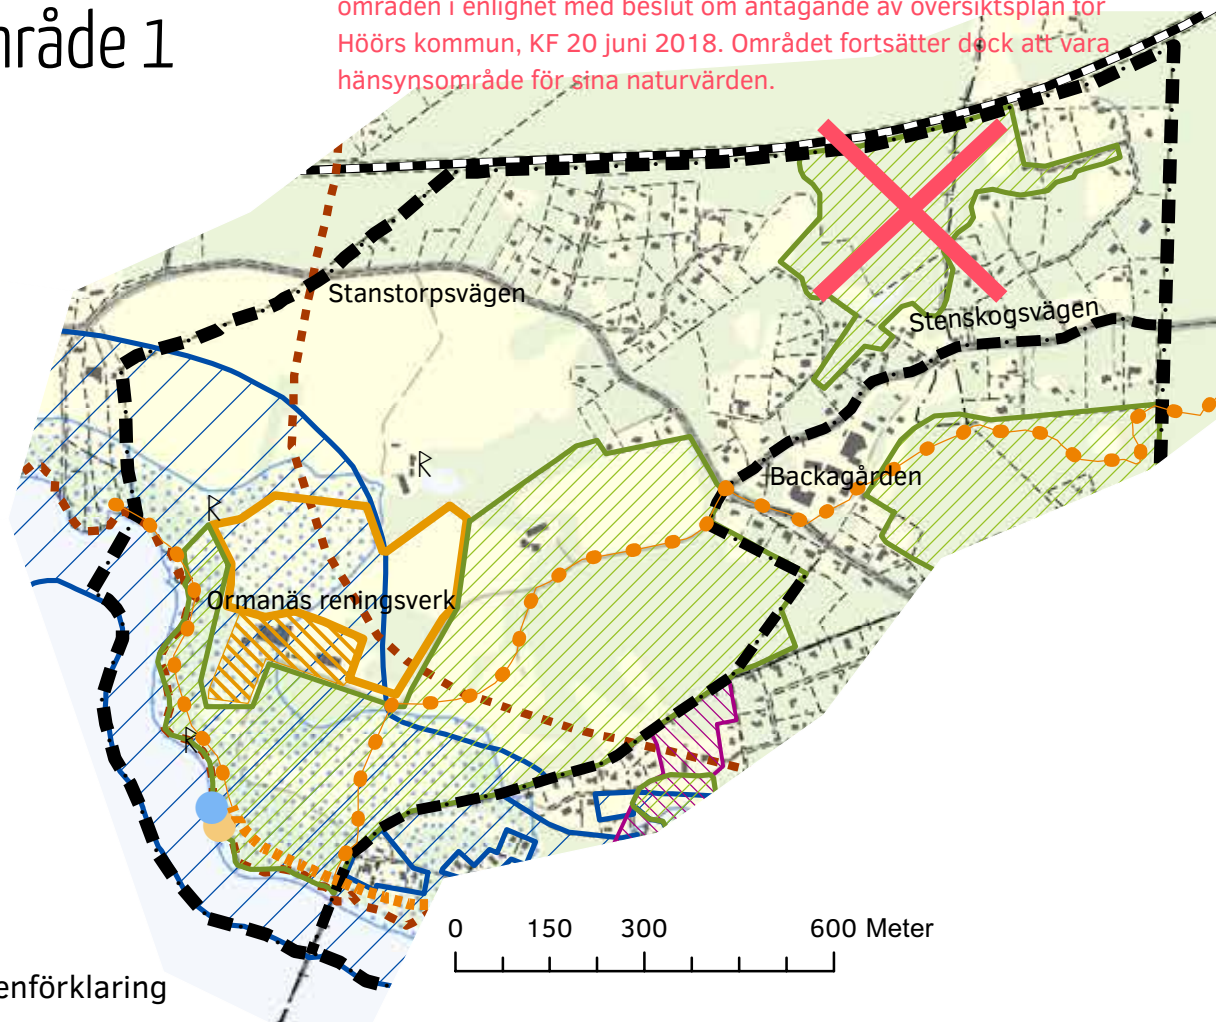 områden i enlighet med beslut om antagande av översiktsplan för
Höörs kommun, KF 20 juni 2018. Området fortsätter dock att vara
hänsynsområde för sina naturvärden.
mråde 1
Stanstorpsvägen
Stenskogsvägen
Backagården
Ormanäs reningsverk
0 150 300 600 Meter
enförklaring